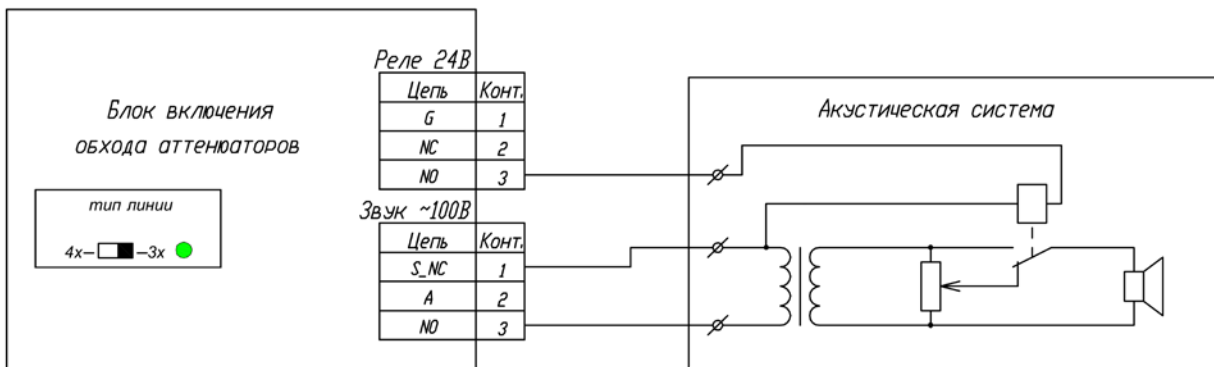 Реле 24В
Цепь Конт.
G 1
NC 2
NO 3
Блок включения
обхода аттенюаторов
Акустическая система
тип линии
4х 3х
Звук ~100В
Цепь Конт.
S_NC 1
A 2
NO 3